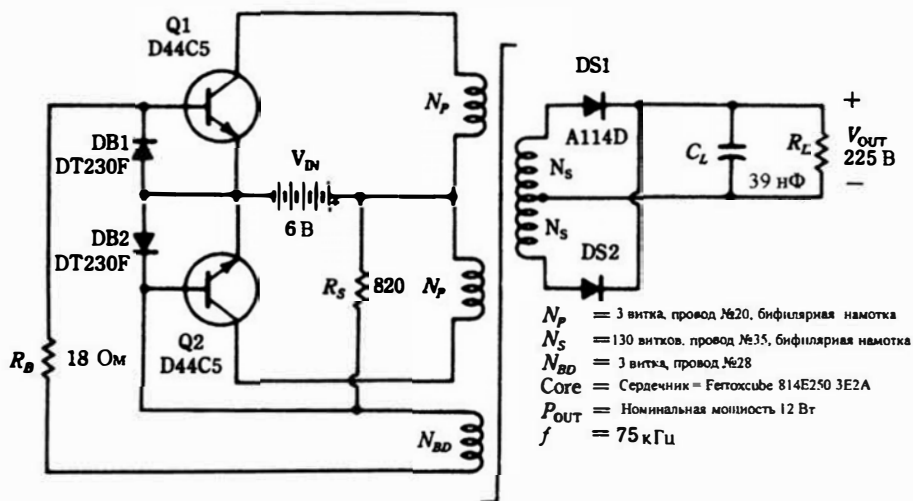 Q1
D44C5
DB1
DT230F
DB2
DT230F
V_IN
6 В
R_S 820
N_P
N_P
Q2
D44C5
R_B 18 Ом
N_BD
DS1
A114D
N_S
N_S
DS2
C_L
39 нФ
R_L
+
V_OUT
225 В
−
N_P = 3 витка, провод №20, бифилярная намотка
N_S = 130 витков. провод №35, бифилярная намотка
N_BD = 3 витка, провод №28
Core = Сердечник = Ferroxcube 814E250 3E2A
P_OUT = Номинальная мощность 12 Вт
f = 75 кГц